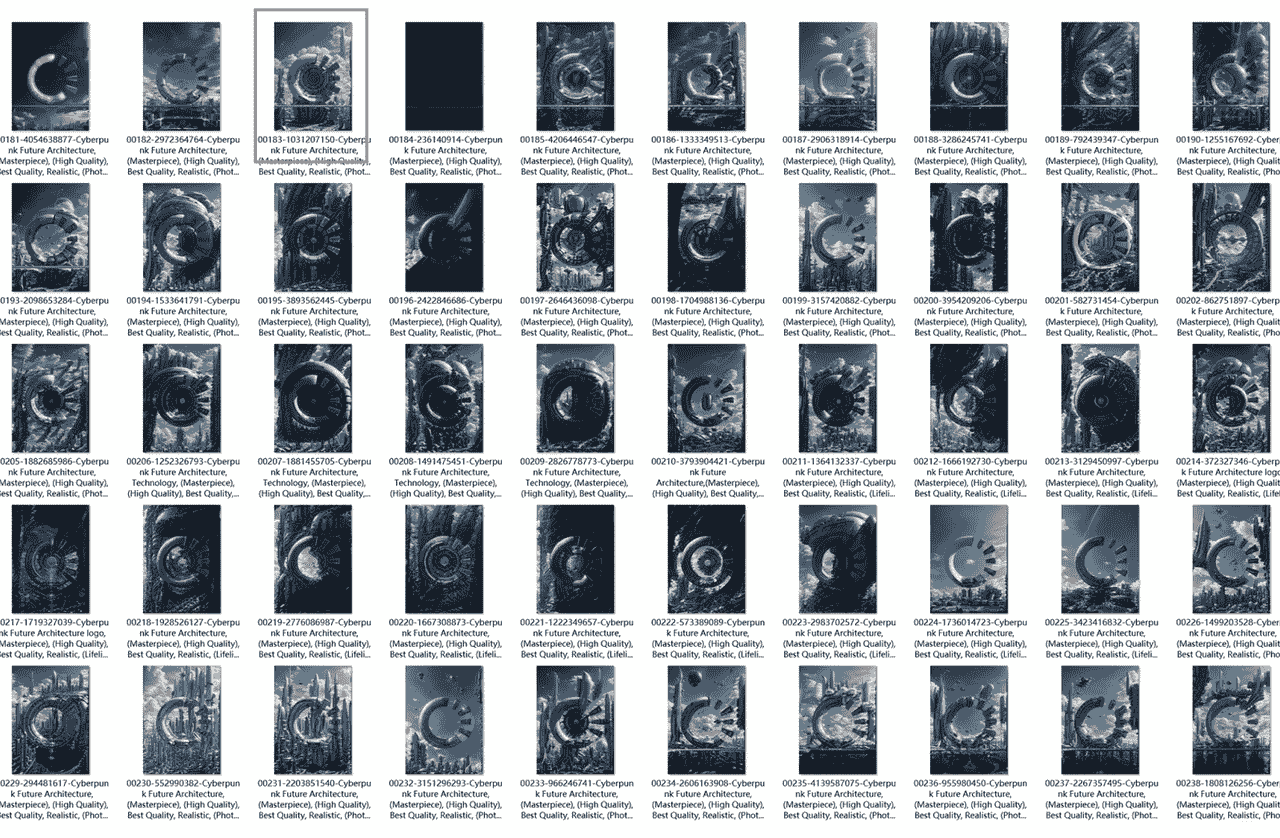 00181-4054638877-Cyberpu
nk Future Architecture,
(Masterpiece), (High Quality),
Best Quality, Realistic, (Phot...
00182-2972364764-Cyberpu
nk Future Architecture,
(Masterpiece), (High Quality),
Best Quality, Realistic, (Phot...
00183-1031207150-Cyberpu
nk Future Architecture,
(Masterpiece), (High Quality),
Best Quality, Realistic, (Phot...
00184-236140914-Cyberpun
k Future Architecture,
(Masterpiece), (High Quality),
Best Quality, Realistic, (Phot...
00185-4206446547-Cyberpu
nk Future Architecture,
(Masterpiece), (High Quality),
Best Quality, Realistic, (Phot...
00186-1333349513-Cyberpu
nk Future Architecture,
(Masterpiece), (High Quality),
Best Quality, Realistic, (Phot...
00187-2906318914-Cyberpu
nk Future Architecture,
(Masterpiece), (High Quality),
Best Quality, Realistic, (Phot...
00188-3286245741-Cyberpu
nk Future Architecture,
(Masterpiece), (High Quality),
Best Quality, Realistic, (Phot...
00189-792439347-Cyberpun
k Future Architecture,
(Masterpiece), (High Quality),
Best Quality, Realistic, (Phot...
00190-1255167692-Cyberp
nk Future Architecture,
(Masterpiece), (High Quality)
Best Quality, Realistic, (Phot
00193-2098653284-Cyberpu
nk Future Architecture,
(Masterpiece), (High Quality),
Best Quality, Realistic, (Phot...
00194-1533641791-Cyberpu
nk Future Architecture,
(Masterpiece), (High Quality),
Best Quality, Realistic, (Phot...
00195-3893562445-Cyberpu
nk Future Architecture,
(Masterpiece), (High Quality),
Best Quality, Realistic, (Phot...
00196-2422846686-Cyberpu
nk Future Architecture,
(Masterpiece), (High Quality),
Best Quality, Realistic, (Phot...
00197-2646436098-Cyberpu
nk Future Architecture,
(Masterpiece), (High Quality),
Best Quality, Realistic, (Phot...
00198-1704988136-Cyberpu
nk Future Architecture,
(Masterpiece), (High Quality),
Best Quality, Realistic, (Phot...
00199-3157420882-Cyberpu
nk Future Architecture,
(Masterpiece), (High Quality),
Best Quality, Realistic, (Phot...
00200-3954209206-Cyberpu
nk Future Architecture,
(Masterpiece), (High Quality),
Best Quality, Realistic, (Phot...
00201-582731454-Cyberpun
k Future Architecture,
(Masterpiece), (High Quality),
Best Quality, Realistic, (Phot...
00202-862751897-Cyberpu
k Future Architecture,
(Masterpiece), (High Quality)
Best Quality, Realistic, (Phot
00205-1882685986-Cyberpu
nk Future Architecture,
(Masterpiece), (High Quality),
Best Quality, Realistic, (Phot...
00206-1252326793-Cyberpu
nk Future Architecture,
Technology, (Masterpiece),
(High Quality), Best Quality,...
00207-1881455705-Cyberpu
nk Future Architecture,
Technology, (Masterpiece),
(High Quality), Best Quality,...
00208-1491475451-Cyberpu
nk Future Architecture,
Technology, (Masterpiece),
(High Quality), Best Quality,...
00209-2826778773-Cyberpu
nk Future Architecture,
Technology, (Masterpiece),
(High Quality), Best Quality,...
00210-3793904421-Cyberpu
nk Future
Architecture,(Masterpiece),
(High Quality), Best Quality,...
00211-1364132337-Cyberpu
nk Future Architecture,
(Masterpiece), (High Quality),
Best Quality, Realistic, (Lifeli...
00212-1666192730-Cyberpu
nk Future Architecture,
(Masterpiece), (High Quality),
Best Quality, Realistic, (Lifeli...
00213-3129450997-Cyberpu
nk Future Architecture,
(Masterpiece), (High Quality),
Best Quality, Realistic, (Lifeli...
00214-372327346-Cyberpu
k Future Architecture logo
(Masterpiece), (High Quality)
Best Quality, Realistic, (Lifel
00217-1719327039-Cyberpu
nk Future Architecture logo,
(Masterpiece), (High Quality),
Best Quality, Realistic, (Lifeli...
00218-1928526127-Cyberpu
nk Future Architecture,
(Masterpiece), (High Quality),
Best Quality, Realistic, (Lifeli...
00219-2776086987-Cyberpu
nk Future Architecture,
(Masterpiece), (High Quality),
Best Quality, Realistic, (Lifeli...
00220-1667308873-Cyberpu
nk Future Architecture,
(Masterpiece), (High Quality),
Best Quality, Realistic, (Lifeli...
00221-1222349657-Cyberpu
nk Future Architecture,
(Masterpiece), (High Quality),
Best Quality, Realistic, (Lifeli...
00222-573389089-Cyberpun
k Future Architecture,
(Masterpiece), (High Quality),
Best Quality, Realistic, (Lifeli...
00223-2983702572-Cyberpu
nk Future Architecture,
(Masterpiece), (High Quality),
Best Quality, Realistic, (Lifeli...
00224-1736014723-Cyberpu
nk Future Architecture,
(Masterpiece), (High Quality),
Best Quality, Realistic, (Lifeli...
00225-3423416832-Cyberpu
nk Future Architecture,
(Masterpiece), (High Quality),
Best Quality, Realistic, (Lifeli...
00226-1499203528-Cyberp
nk Future Architecture,
(Masterpiece), (High Quality)
Best Quality, Realistic, (Pho
00229-294481617-Cyberpun
k Future Architecture,
(Masterpiece), (High Quality),
Best Quality, Realistic, (Phot...
00230-552990382-Cyberpun
k Future Architecture,
(Masterpiece), (High Quality),
Best Quality, Realistic, (Phot...
00231-2203851540-Cyberpu
nk Future Architecture,
(Masterpiece), (High Quality),
Best Quality, Realistic, (Phot...
00232-3151296293-Cyberpu
nk Future Architecture,
(Masterpiece), (High Quality),
Best Quality, Realistic, (Phot...
00233-966246741-Cyberpun
k Future Architecture,
(Masterpiece), (High Quality),
Best Quality, Realistic, (Phot...
00234-2606163908-Cyberpu
nk Future Architecture,
(Masterpiece), (High Quality),
Best Quality, Realistic, (Phot...
00235-4139587075-Cyberpu
nk Future Architecture,
(Masterpiece), (High Quality),
Best Quality, Realistic, (Phot...
00236-955980450-Cyberpun
k Future Architecture,
(Masterpiece), (High Quality),
Best Quality, Realistic, (Phot...
00237-2267357495-Cyberpu
nk Future Architecture,
(Masterpiece), (High Quality),
Best Quality, Realistic, (Phot...
00238-1808126256-Cyberp
nk Future Architecture,
(Masterpiece), (High Quality)
Best Quality, Realistic, (Phot